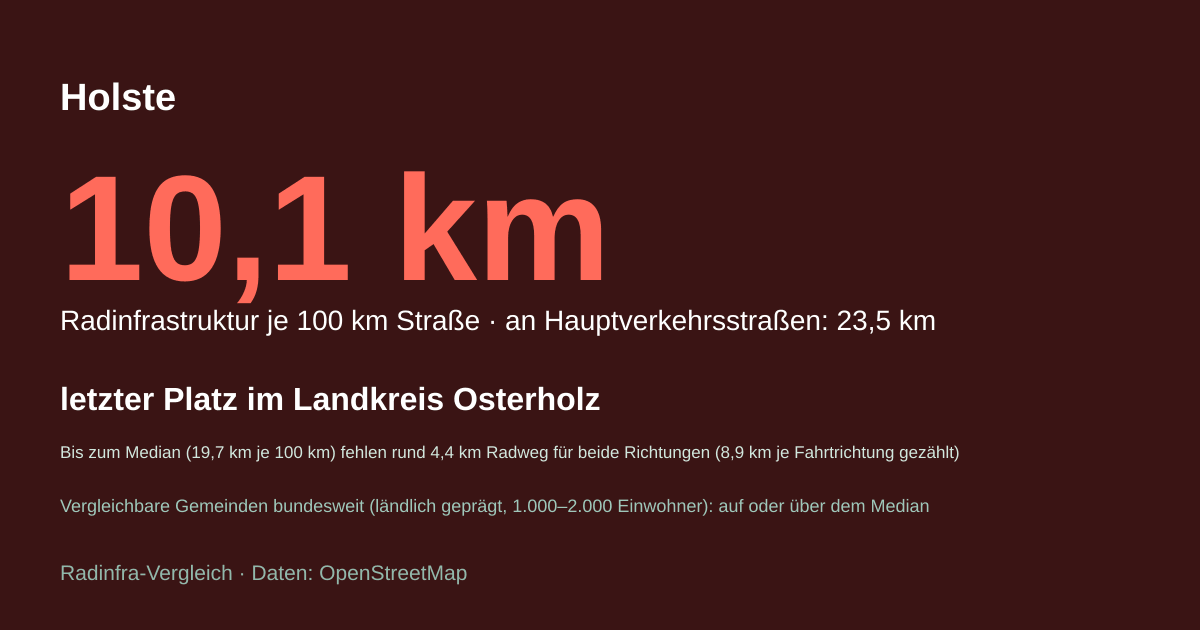 Holste
10,1 km
Radinfrastruktur je 100 km Straße · an Hauptverkehrsstraßen: 23,5 km
letzter Platz im Landkreis Osterholz
Bis zum Median (19,7 km je 100 km) fehlen rund 4,4 km Radweg für beide Richtungen (8,9 km je Fahrtrichtung gezählt)
Vergleichbare Gemeinden bundesweit (ländlich geprägt, 1.000–2.000 Einwohner): auf oder über dem Median
Radinfra-Vergleich · Daten: OpenStreetMap